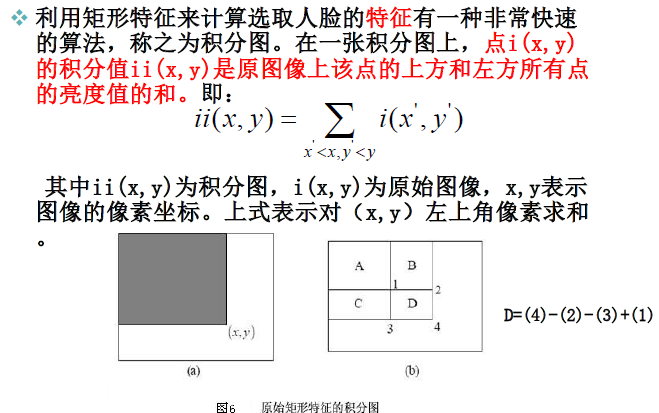 ❖ 利用矩形特征来计算选取人脸的特征有一种非常快速
的算法，称之为积分图。在一张积分图上，点i(x,y)
的积分值ii(x,y)是原图像上该点的上方和左方所有点
的亮度值的和。即：
ii(x, y) = ∑ i(x', y')
x'<x,y'<y
其中ii(x,y)为积分图，i(x,y)为原始图像，x,y表示
图像的像素坐标。上式表示对（x,y）左上角像素求和
。
A B
1
2
C D
(x,y)
3 4
D=(4)-(2)-(3)+(1)
(a) (b)
图6 原始矩形特征的积分图